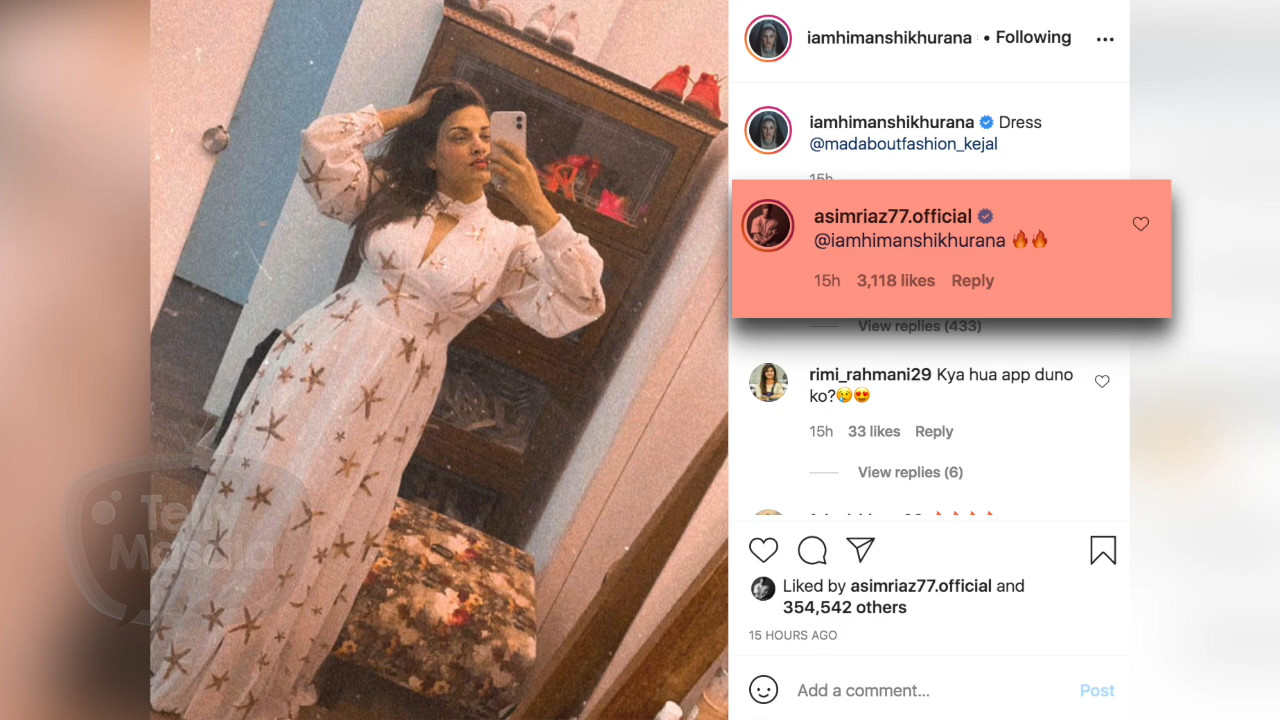 iamhimanshikhurana • Following
iamhimanshikhurana Dress
@madaboutfashion_kejal
15h
asimriaz77.official
@iamhimanshikhurana 🔥🔥
15h 3,118 likes Reply
View replies (433)
rimi_rahmani29 Kya hua app duno
ko?😢😍
15h 33 likes Reply
View replies (6)
Liked by asimriaz77.official and
354,542 others
15 HOURS AGO
Add a comment... Post
Telly
Masala